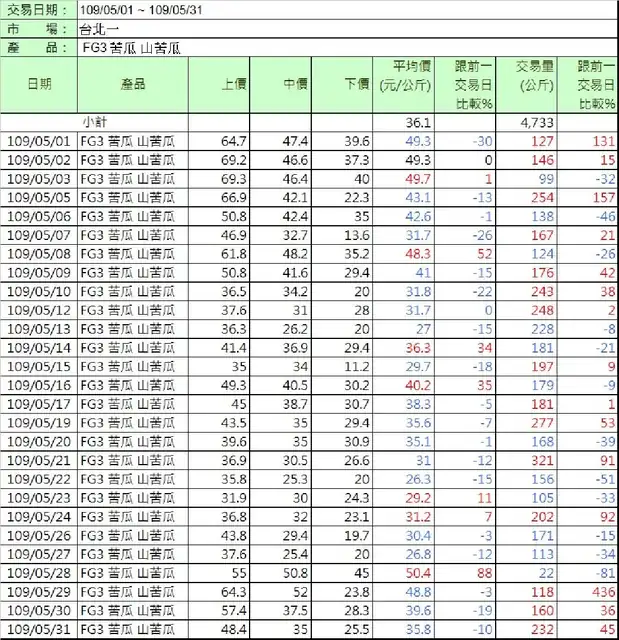 交易日期： 109/05/01 ~ 109/05/31
市 場： 台北一
產 品： FG3 苦瓜 山苦瓜
日期 產品 上價 中價 下價 平均價 (元/公斤) 跟前一交易日比較% 交易量 (公斤) 跟前一交易日比較%
小計 36.1 4,733
109/05/01 FG3 苦瓜 山苦瓜 64.7 47.4 39.6 49.3 -30 127 131
109/05/02 FG3 苦瓜 山苦瓜 69.2 46.6 37.3 49.3 0 146 15
109/05/03 FG3 苦瓜 山苦瓜 69.3 46.4 40 49.7 1 99 -32
109/05/05 FG3 苦瓜 山苦瓜 66.9 42.1 22.3 43.1 -13 254 157
109/05/06 FG3 苦瓜 山苦瓜 50.8 42.4 35 42.6 -1 138 -46
109/05/07 FG3 苦瓜 山苦瓜 46.9 32.7 13.6 31.7 -26 167 21
109/05/08 FG3 苦瓜 山苦瓜 61.8 48.2 35.2 48.3 52 124 -26
109/05/09 FG3 苦瓜 山苦瓜 50.8 41.6 29.4 41 -15 176 42
109/05/10 FG3 苦瓜 山苦瓜 36.5 34.2 20 31.8 -22 243 38
109/05/12 FG3 苦瓜 山苦瓜 37.6 31 28 31.7 0 248 2
109/05/13 FG3 苦瓜 山苦瓜 36.3 26.2 20 27 -15 228 -8
109/05/14 FG3 苦瓜 山苦瓜 41.4 36.9 29.4 36.3 34 181 -21
109/05/15 FG3 苦瓜 山苦瓜 35 34 11.2 29.7 -18 197 9
109/05/16 FG3 苦瓜 山苦瓜 49.3 40.5 30.2 40.2 35 179 -9
109/05/17 FG3 苦瓜 山苦瓜 45 38.7 30.7 38.3 -5 181 1
109/05/19 FG3 苦瓜 山苦瓜 43.5 35 29.4 35.6 -7 277 53
109/05/20 FG3 苦瓜 山苦瓜 39.6 35 30.9 35.1 -1 168 -39
109/05/21 FG3 苦瓜 山苦瓜 36.9 30.5 26.6 31 -12 321 91
109/05/22 FG3 苦瓜 山苦瓜 35.8 25.3 20 26.3 -15 156 -51
109/05/23 FG3 苦瓜 山苦瓜 31.9 30 24.3 29.2 11 105 -33
109/05/24 FG3 苦瓜 山苦瓜 36.8 32 23.1 31.2 7 202 92
109/05/26 FG3 苦瓜 山苦瓜 43.8 29.4 19.7 30.4 -3 171 -15
109/05/27 FG3 苦瓜 山苦瓜 37.6 25.4 20 26.8 -12 113 -34
109/05/28 FG3 苦瓜 山苦瓜 55 50.8 45 50.4 88 22 -81
109/05/29 FG3 苦瓜 山苦瓜 64.3 52 23.8 48.8 -3 118 436
109/05/30 FG3 苦瓜 山苦瓜 57.4 37.5 28.3 39.6 -19 160 36
109/05/31 FG3 苦瓜 山苦瓜 48.4 35 25.5 35.8 -10 232 45